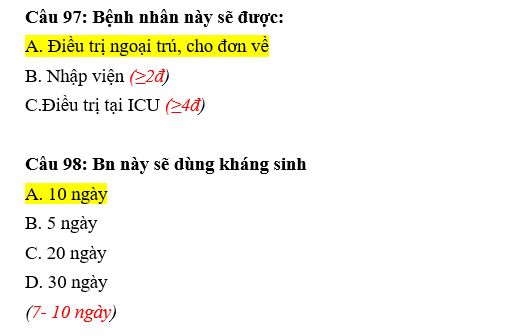 Câu 97: Bệnh nhân này sẽ được:
A. Điều trị ngoại trú, cho đơn về
B. Nhập viện (≥2đ)
C.Điều trị tại ICU (≥4đ)
Câu 98: Bn này sẽ dùng kháng sinh
A. 10 ngày
B. 5 ngày
C. 20 ngày
D. 30 ngày
(7- 10 ngày)